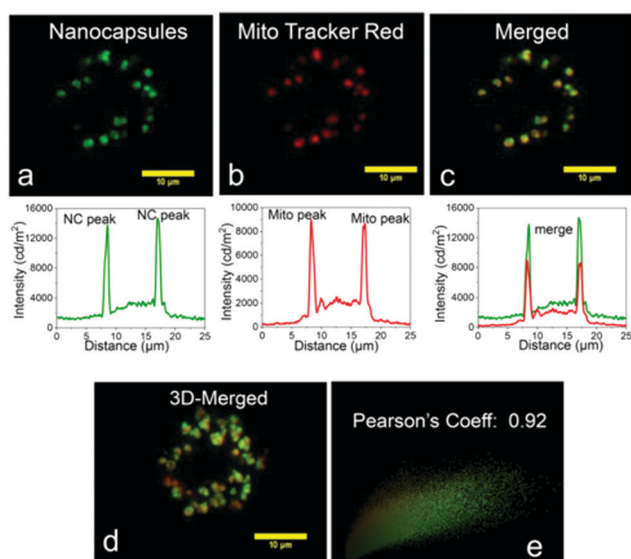 Nanocapsules
Mito Tracker Red
Merged
10 µm
10 µm
10 µm
a
b
c
16000
12000
8000
4000
0
0 5 10 15 20 25
Intensity (cd/m²)
Distance (µm)
NC peak
NC peak
10000
8000
6000
4000
2000
0
0 5 10 15 20 25
Intensity (cd/m²)
Distance (µm)
Mito peak
Mito peak
16000
12000
8000
4000
0
0 5 10 15 20 25
Intensity (cd/m²)
Distance (µm)
merge
3D-Merged
10 µm
d
Pearson's Coeff: 0.92
e